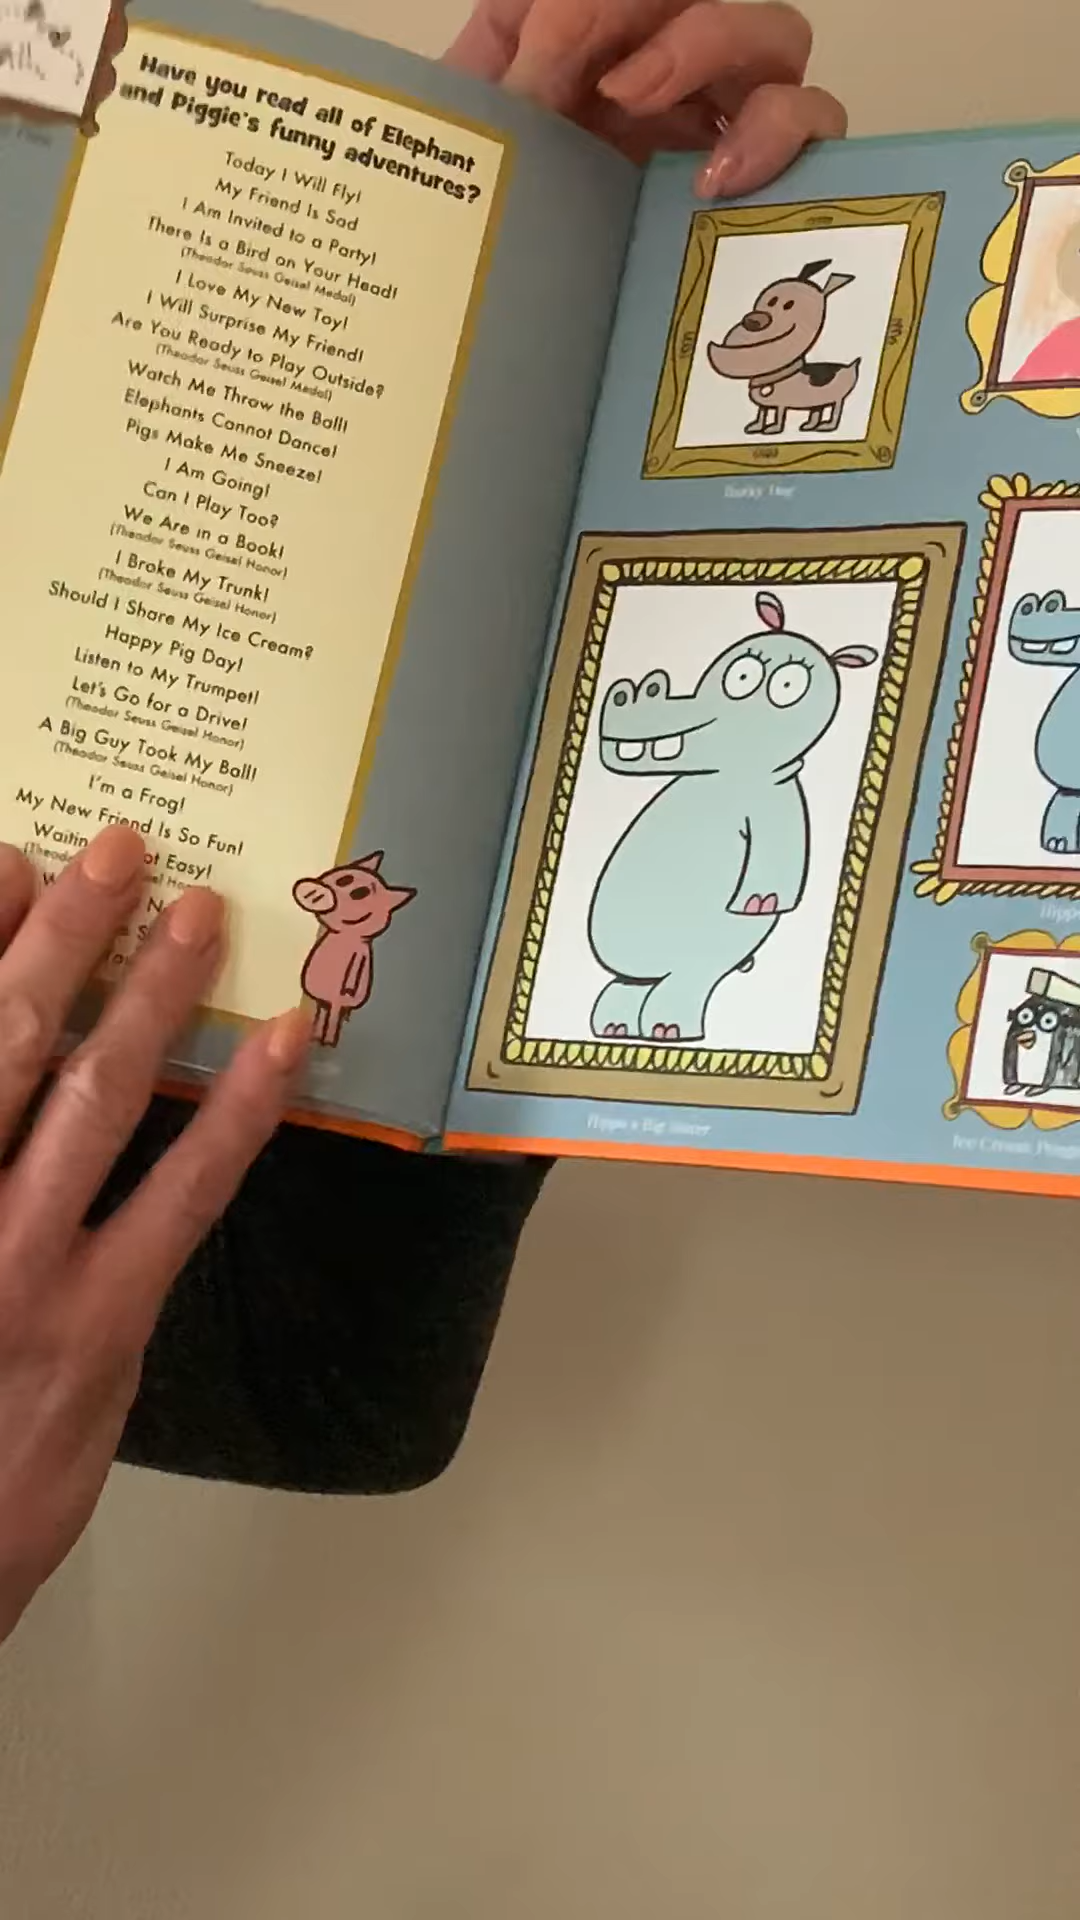 Have you read all of Elephant
and Piggie's funny adventures?
Today I Will Fly!
My Friend Is Sad
I Am Invited to a Party!
There Is a Bird on Your Head!
(Theodor Seuss Geisel Medal)
I Love My New Toy!
I Will Surprise My Friend!
Are You Ready to Play Outside?
(Theodor Seuss Geisel Medal)
Watch Me Throw the Ball!
Elephants Cannot Dance!
Pigs Make Me Sneeze!
I Am Going!
Can I Play Too?
We Are in a Book!
(Theodor Seuss Geisel Honor)
I Broke My Trunk!
(Theodor Seuss Geisel Honor)
Should I Share My Ice Cream?
Happy Pig Day!
Listen to My Trumpet!
Let's Go for a Drive!
(Theodor Seuss Geisel Honor)
A Big Guy Took My Ball!
(Theodor Seuss Geisel Honor)
I'm a Frog!
My New Friend Is So Fun!
Easy!
Big Sister
Ice Cream